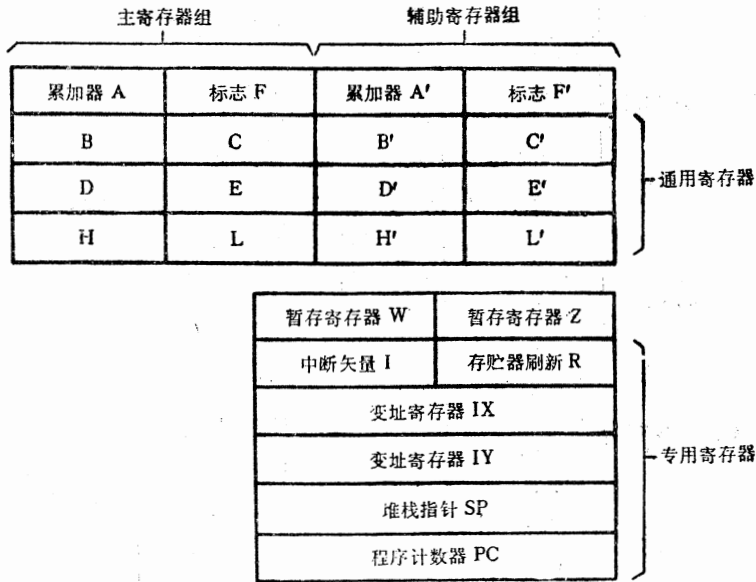 主寄存器组 辅助寄存器组
累加器 A 标志 F 累加器 A' 标志 F'
B C B' C'
D E D' E'
通用寄存器
H L H' L'
暂存寄存器 W 暂存寄存器 Z
中断矢量 I 存贮器刷新 R
变址寄存器 IX
变址寄存器 IY
专用寄存器
堆栈指针 SP
程序计数器 PC